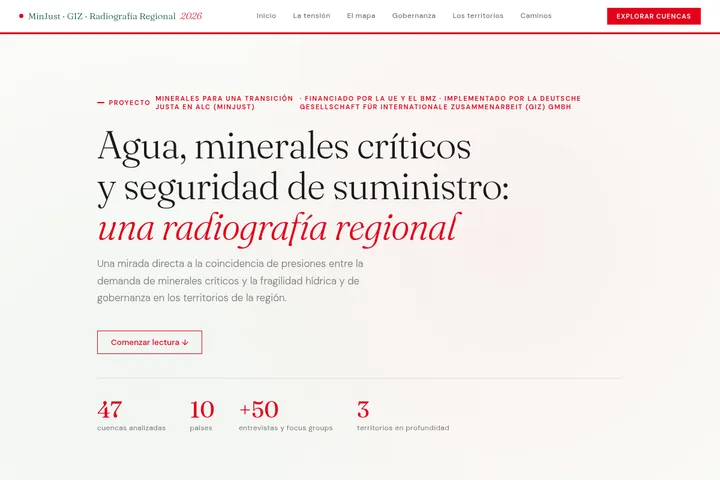 MinJust · GIZ · Radiografía Regional 2026
Inicio
La tensión
El mapa
Gobernanza
Los territorios
Caminos
EXPLORAR CUENCAS
PROYECTO
MINERALES PARA UNA TRANSICIÓN
JUSTA EN ALC (MINJUST)
· FINANCIADO POR LA UE Y EL BMZ · IMPLEMENTADO POR LA DEUTSCHE
GESELLSCHAFT FÜR INTERNATIONALE ZUSAMMENARBEIT (GIZ) GMBH
Agua, minerales críticos
y seguridad de suministro:
una radiografía regional
Una mirada directa a la coincidencia de presiones entre la
demanda de minerales críticos y la fragilidad hídrica y de
gobernanza en los territorios de la región.
Comenzar lectura ↓
47
cuencas analizadas
10
países
+50
entrevistas y focus groups
3
territorios en profundidad